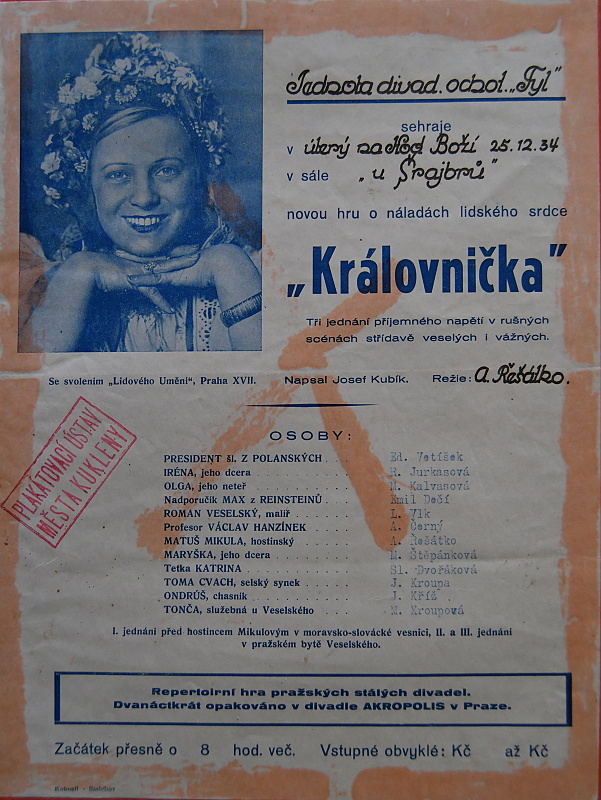 Jednota divad. ochot. „Tyl"
sehraje
v úterý na Hod Boží 25.12.34
v sále „u Šrajbrů"
novou hru o náladách lidského srdce
„Královnička"
Tři jednání příjemného napětí v rušných
scénách střídavě veselých i vážných.
Se svolením „Lidového Umění", Praha XVII. Napsal Josef Kubík. Režie: A. Řešátko.
PLAKÁTOVACÍ ÚSTAV
MĚSTA KUKLENY
OSOBY:
PRESIDENT šl. Z POLANSKÝCH . . . Ed. Vetíšek
IRÉNA, jeho dcera . . . . . . . R. Jurkasová
OLGA, jeho neteř . . . . . . . M. Kalvasová
Nadporučík MAX z REINSTEINŮ . . . Emil Dečí
ROMAN VESELSKÝ, malíř . . . . . L. Vlk
Profesor VÁCLAV HANZÍNEK . . . . A. Černý
MATUŠ MIKULA, hostinský . . . . A. Řešátko
MARYŠKA, jeho dcera . . . . . . M. Štěpánková
Tetka KATRINA . . . . . . . . Sl. Dvořáková
TOMA CVACH, selský synek . . . . J. Kroupa
ONDRÚŠ, chasník . . . . . . . J. Kříž
TONČA, služebná u Veselského . . . M. Kroupová
I. jednání před hostincem Mikulovým v moravsko-slovácké vesnici, II. a III. jednání
v pražském bytě Veselského.
Repertoirní hra pražských stálých divadel.
Dvanáctkrát opakováno v divadle AKROPOLIS v Praze.
Začátek přesně o 8 hod. več. Vstupné obvyklé: Kč až Kč